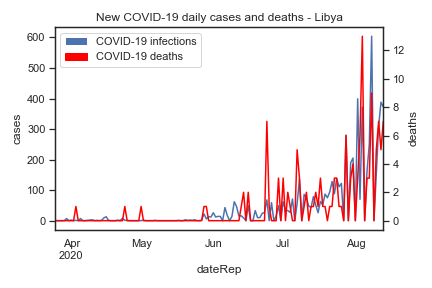 New COVID-19 daily cases and deaths - Libya
COVID-19 infections
COVID-19 deaths
600
500
400
300
200
100
0
cases
12
10
8
6
4
2
0
deaths
Apr
2020
May
Jun
Jul
Aug
dateRep